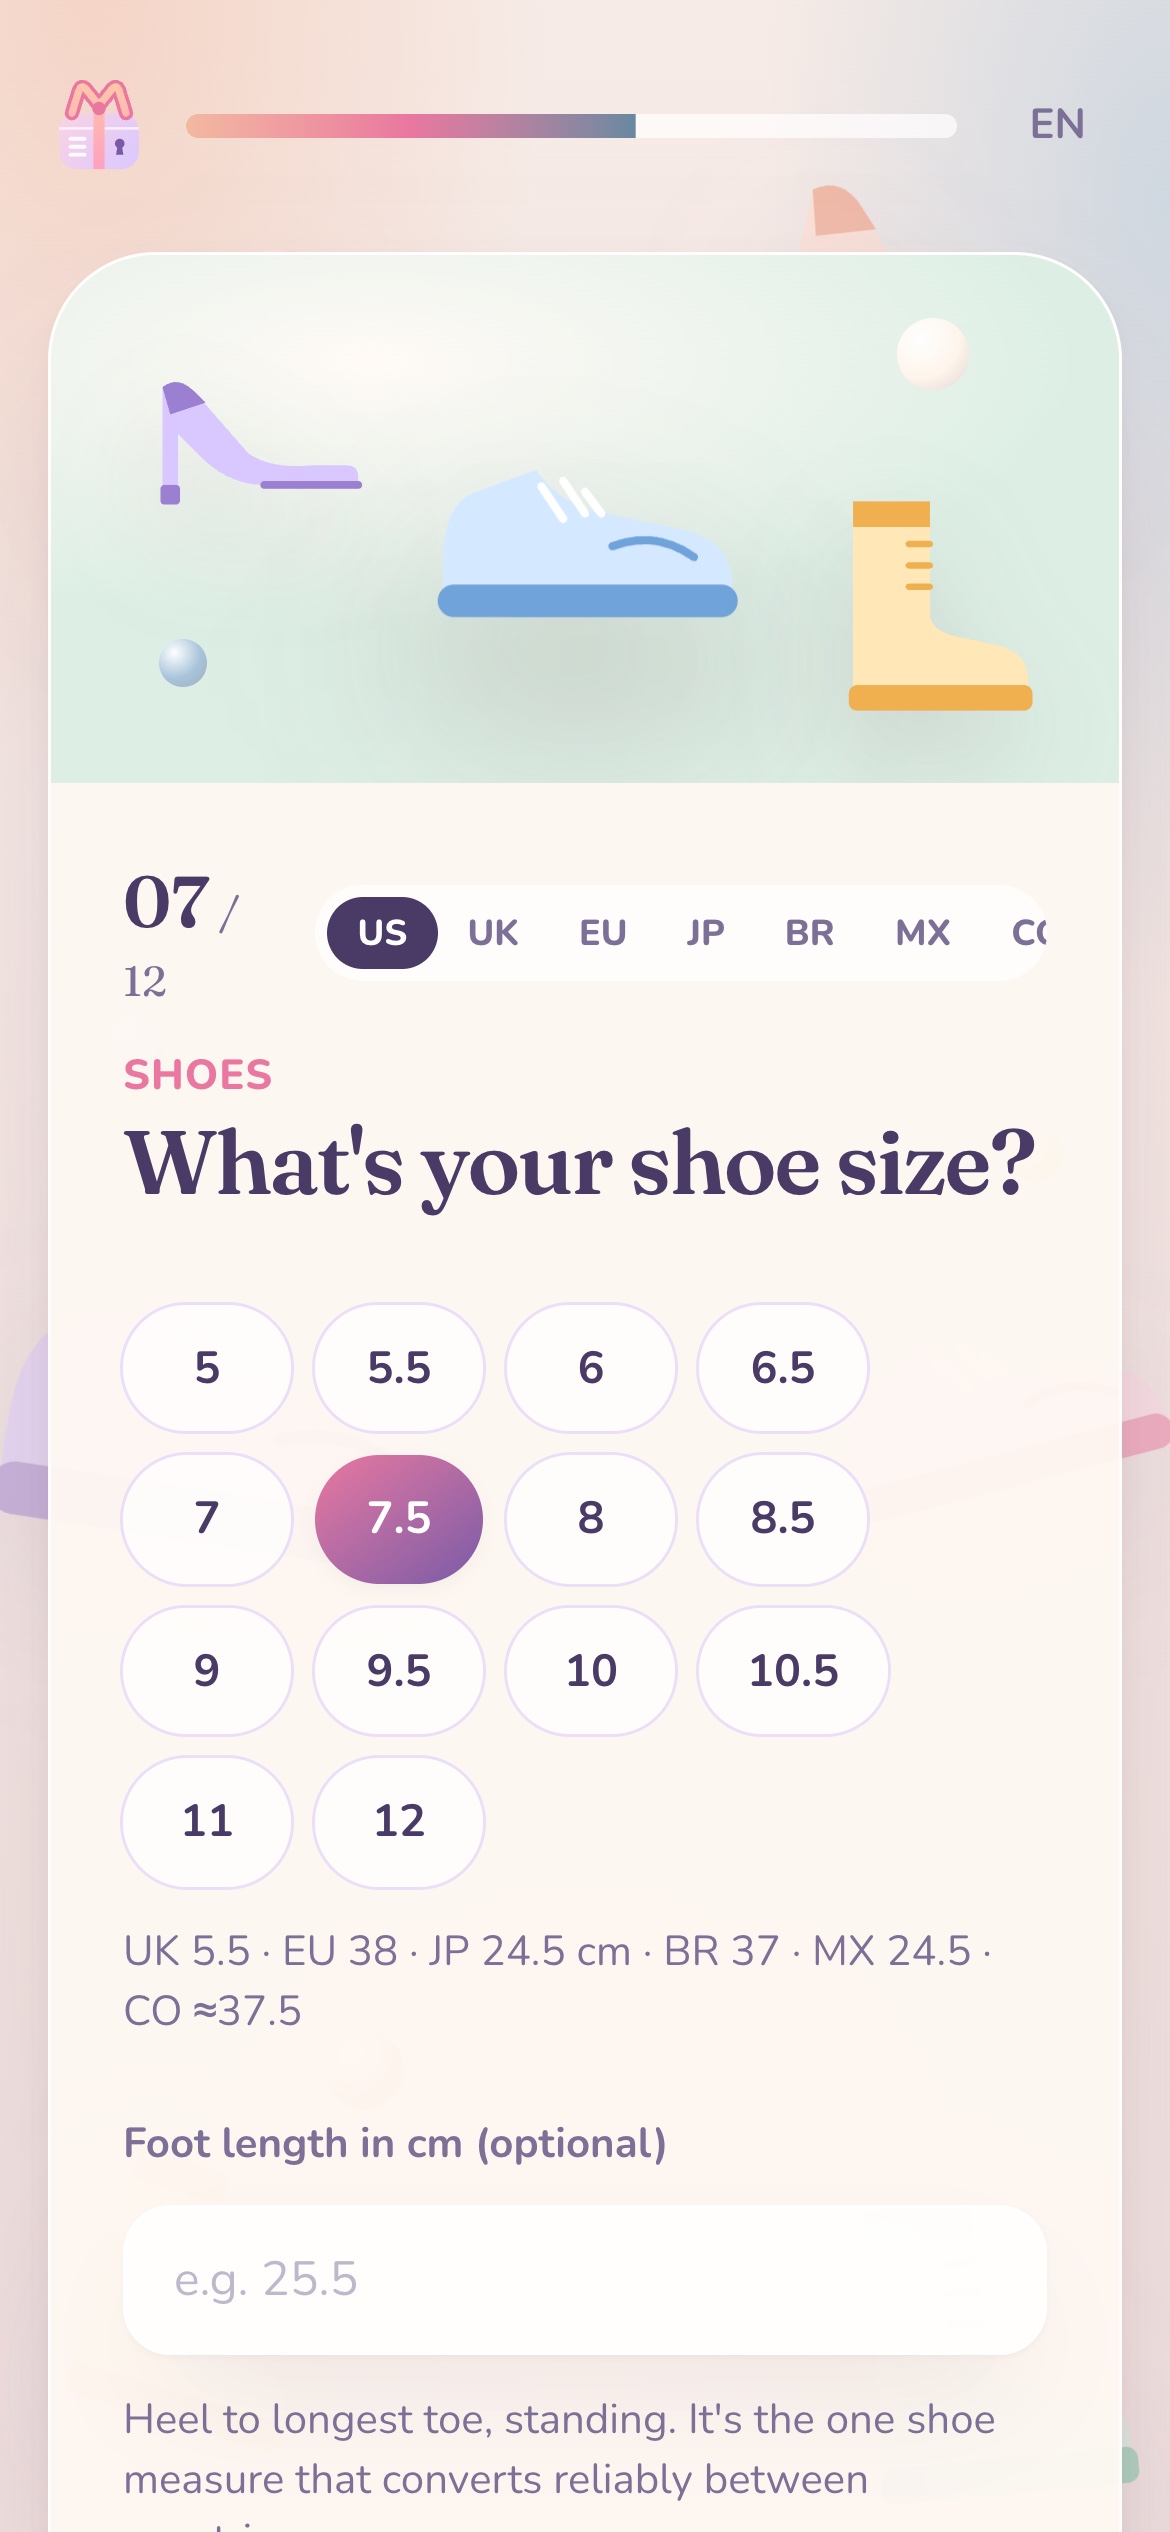 EN
07 /
12
US UK EU JP BR MX
SHOES
What's your shoe size?
5 5.5 6 6.5
7 7.5 8 8.5
9 9.5 10 10.5
11 12
UK 5.5 · EU 38 · JP 24.5 cm · BR 37 · MX 24.5 ·
CO ≈37.5
Foot length in cm (optional)
e.g. 25.5
Heel to longest toe, standing. It's the one shoe
measure that converts reliably between